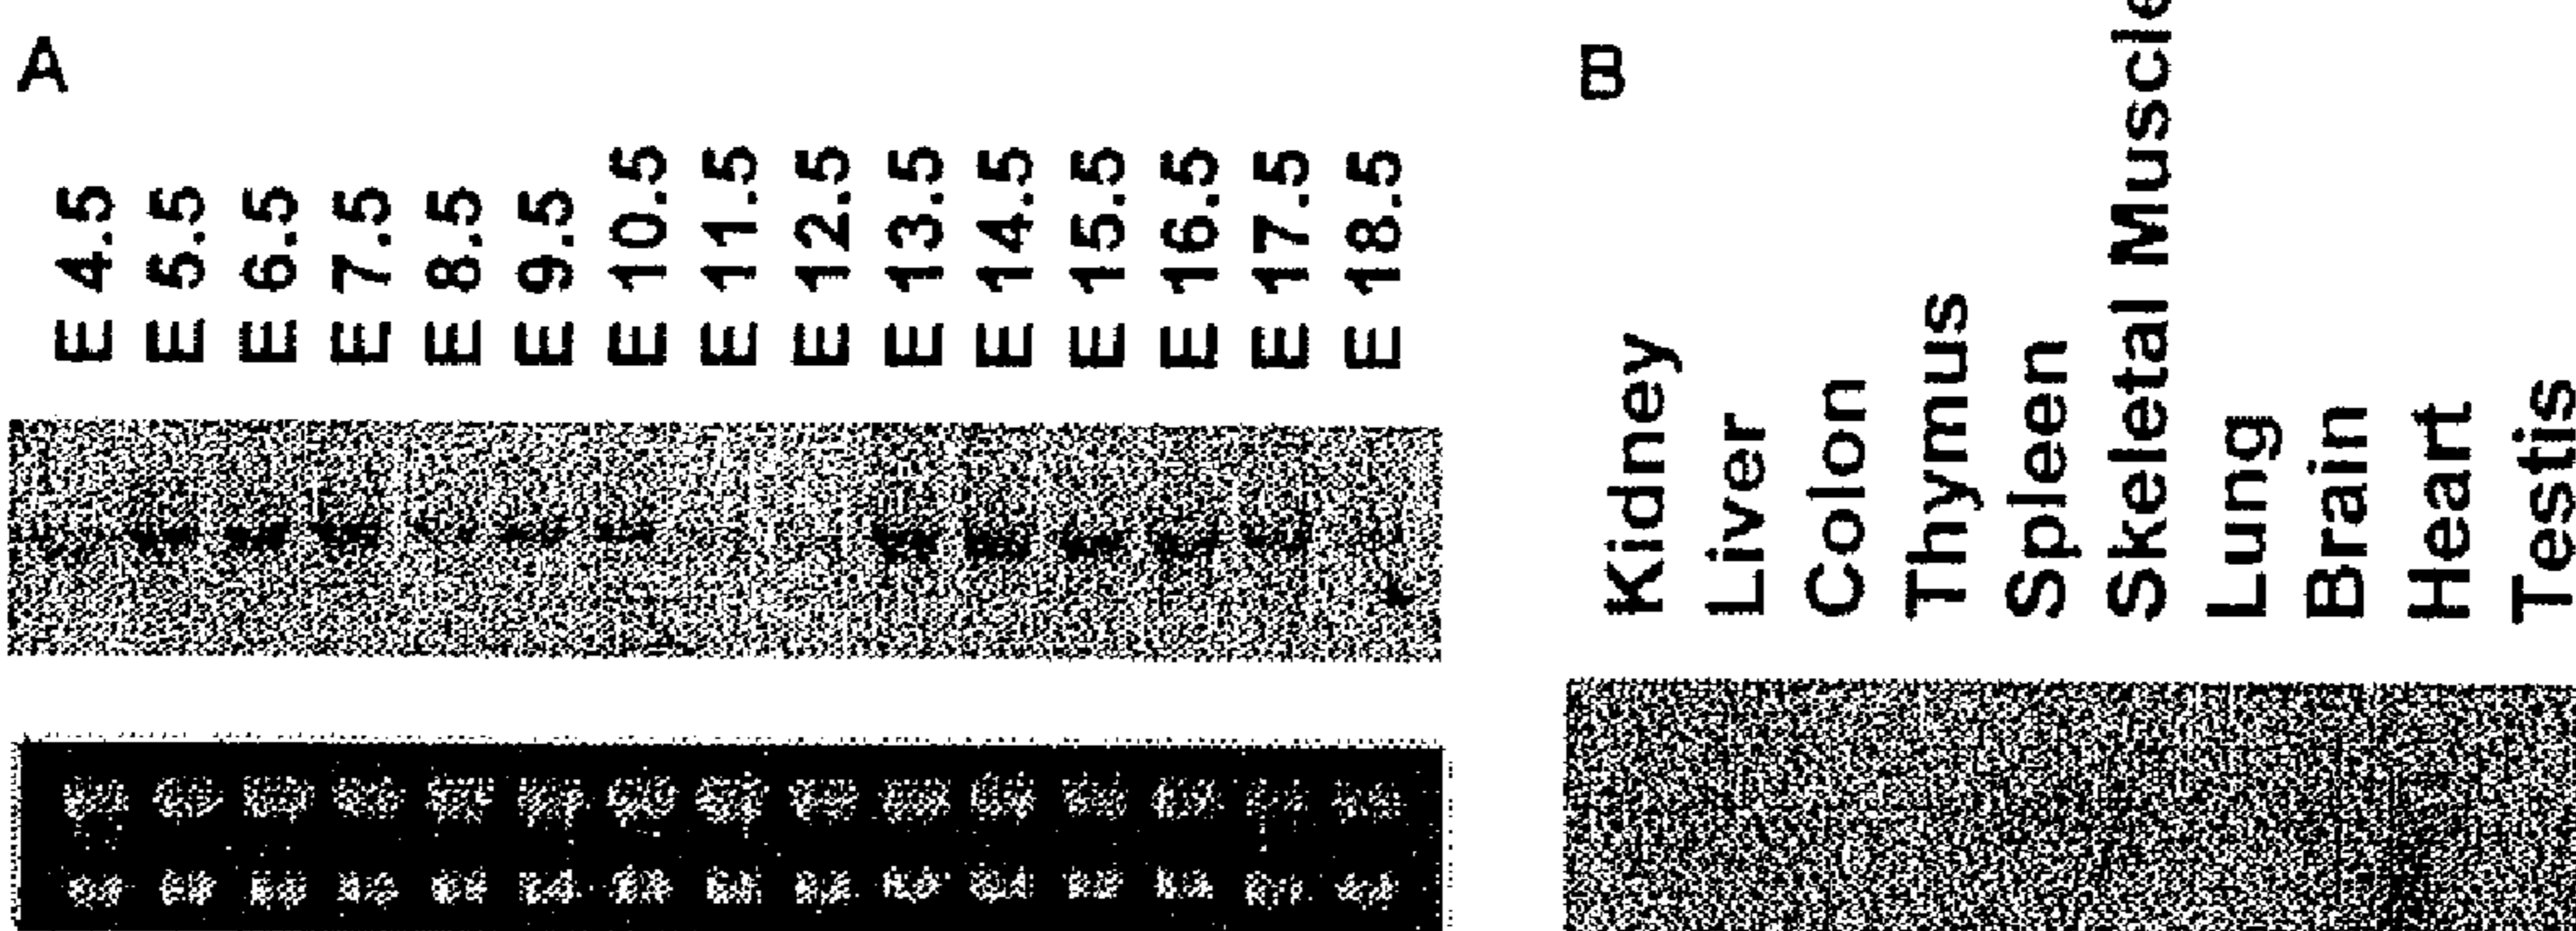 A
E 4.5
E 5.5
E 6.5
E 7.5
E 8.5
E 9.5
E 10.5
E 11.5
E 12.5
E 13.5
E 14.5
E 15.5
E 16.5
E 17.5
E 18.5
B
Kidney
Liver
Colon
Thymus
Spleen
Skeletal Muscle
Lung
Brain
Heart
Testis